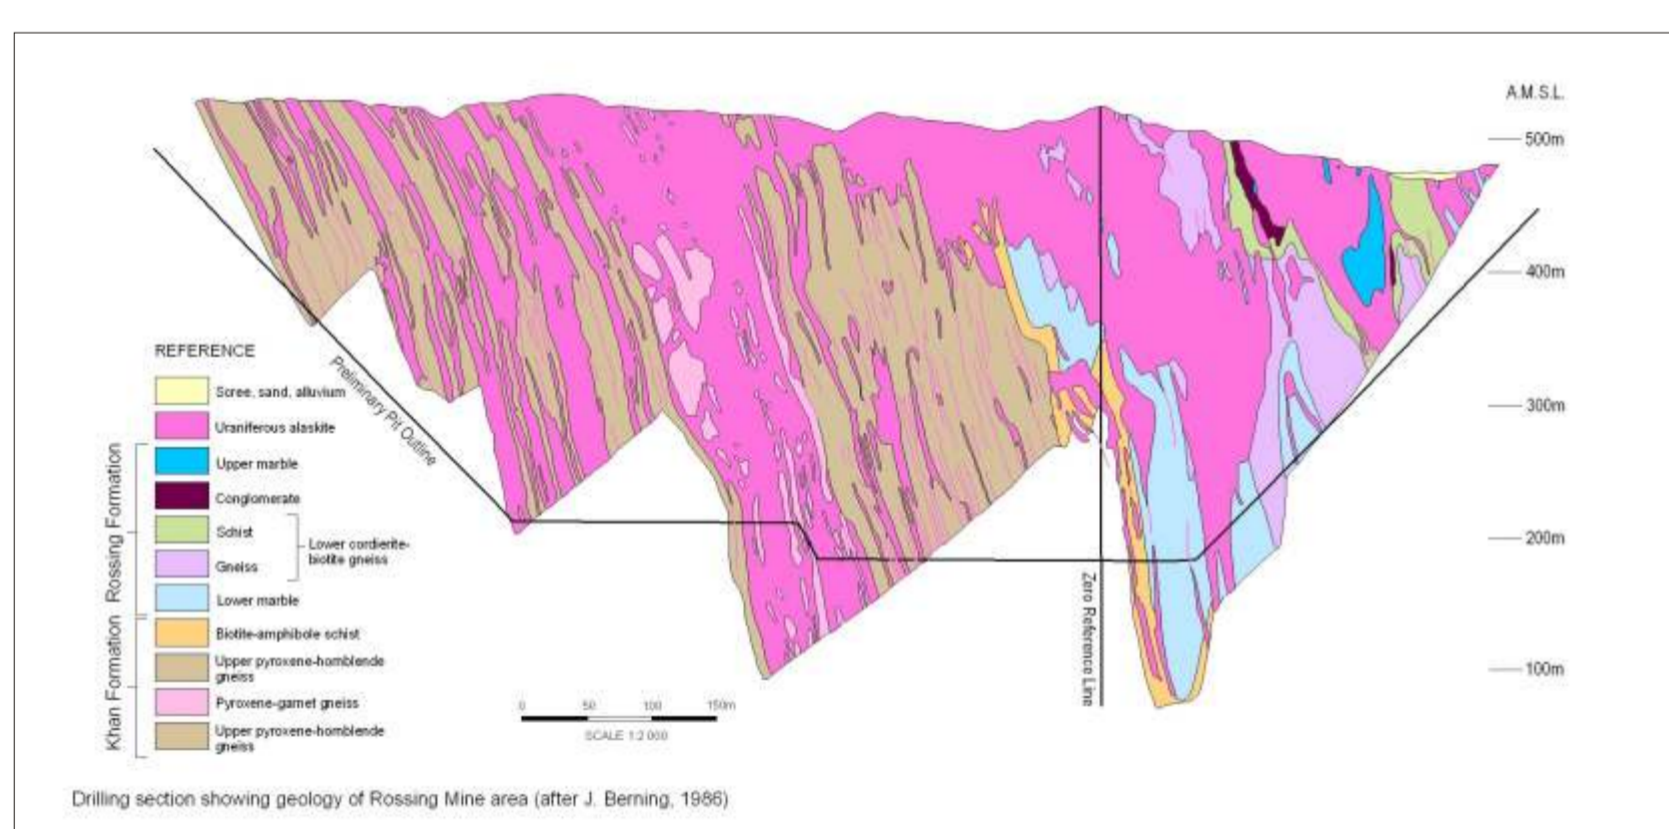 A.M.S.L.
500m
400m
300m
200m
100m
Preliminary Pit Outline
Zero Reference Line
REFERENCE
Scree, sand, alluvium
Uraniferous alaskite
Upper marble
Conglomerate
Schist
Gneiss
Lower cordierite-
biotite gneiss
Lower marble
Biotite-amphibole schist
Upper pyroxene-hornblende
gneiss
Pyroxene-garnet gneiss
Upper pyroxene-hornblende
gneiss
Rossing Formation
Khan Formation
0 50 100 150m
SCALE 1:2 000
Drilling section showing geology of Rossing Mine area (after J. Berning, 1986)